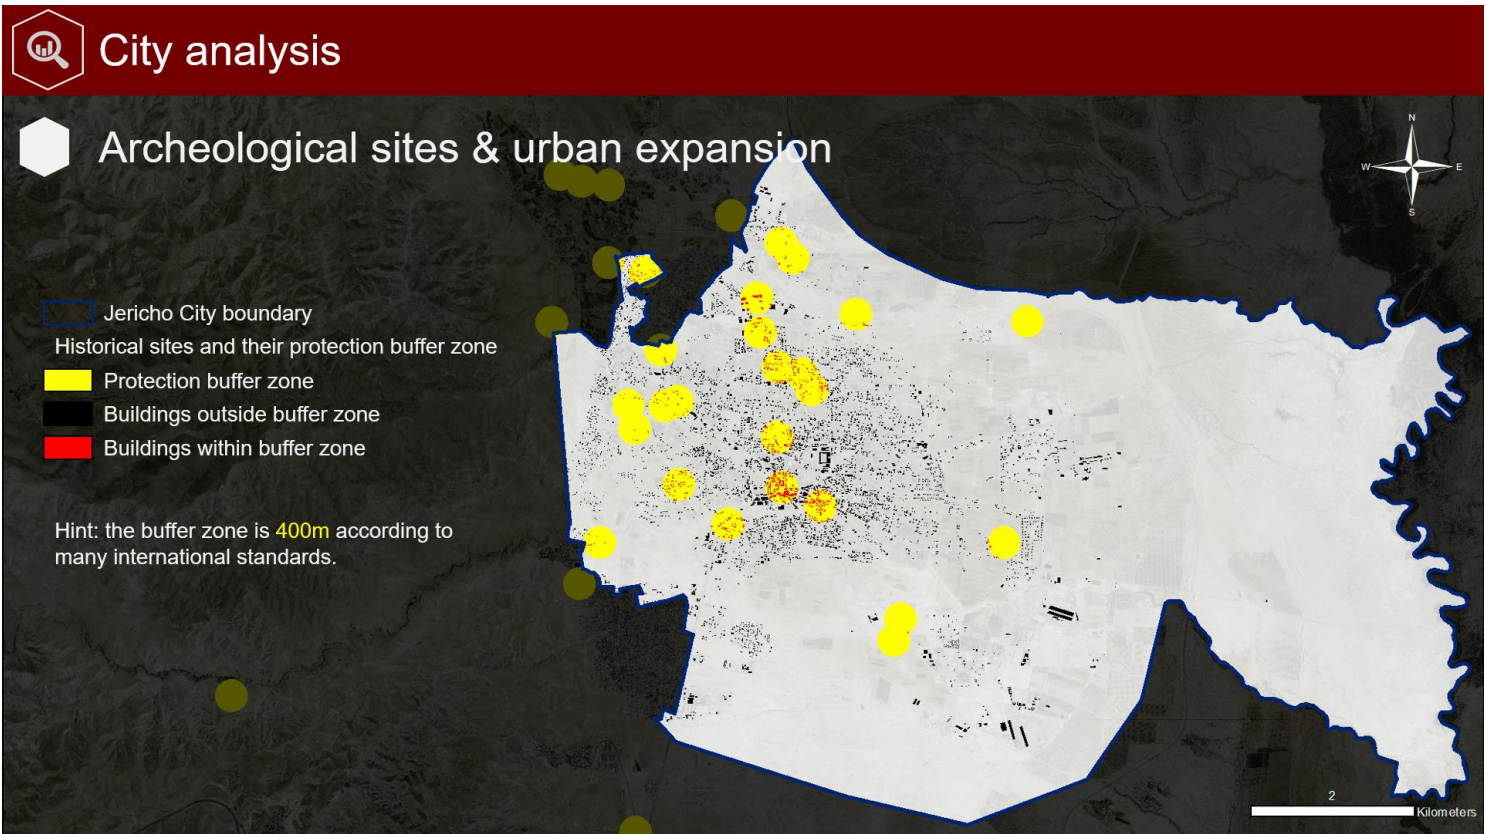 City analysis
Archeological sites & urban expansion
N
W
E
S
Jericho City boundary
Historical sites and their protection buffer zone
Protection buffer zone
Buildings outside buffer zone
Buildings within buffer zone
Hint: the buffer zone is 400m according to
many international standards.
2
Kilometers